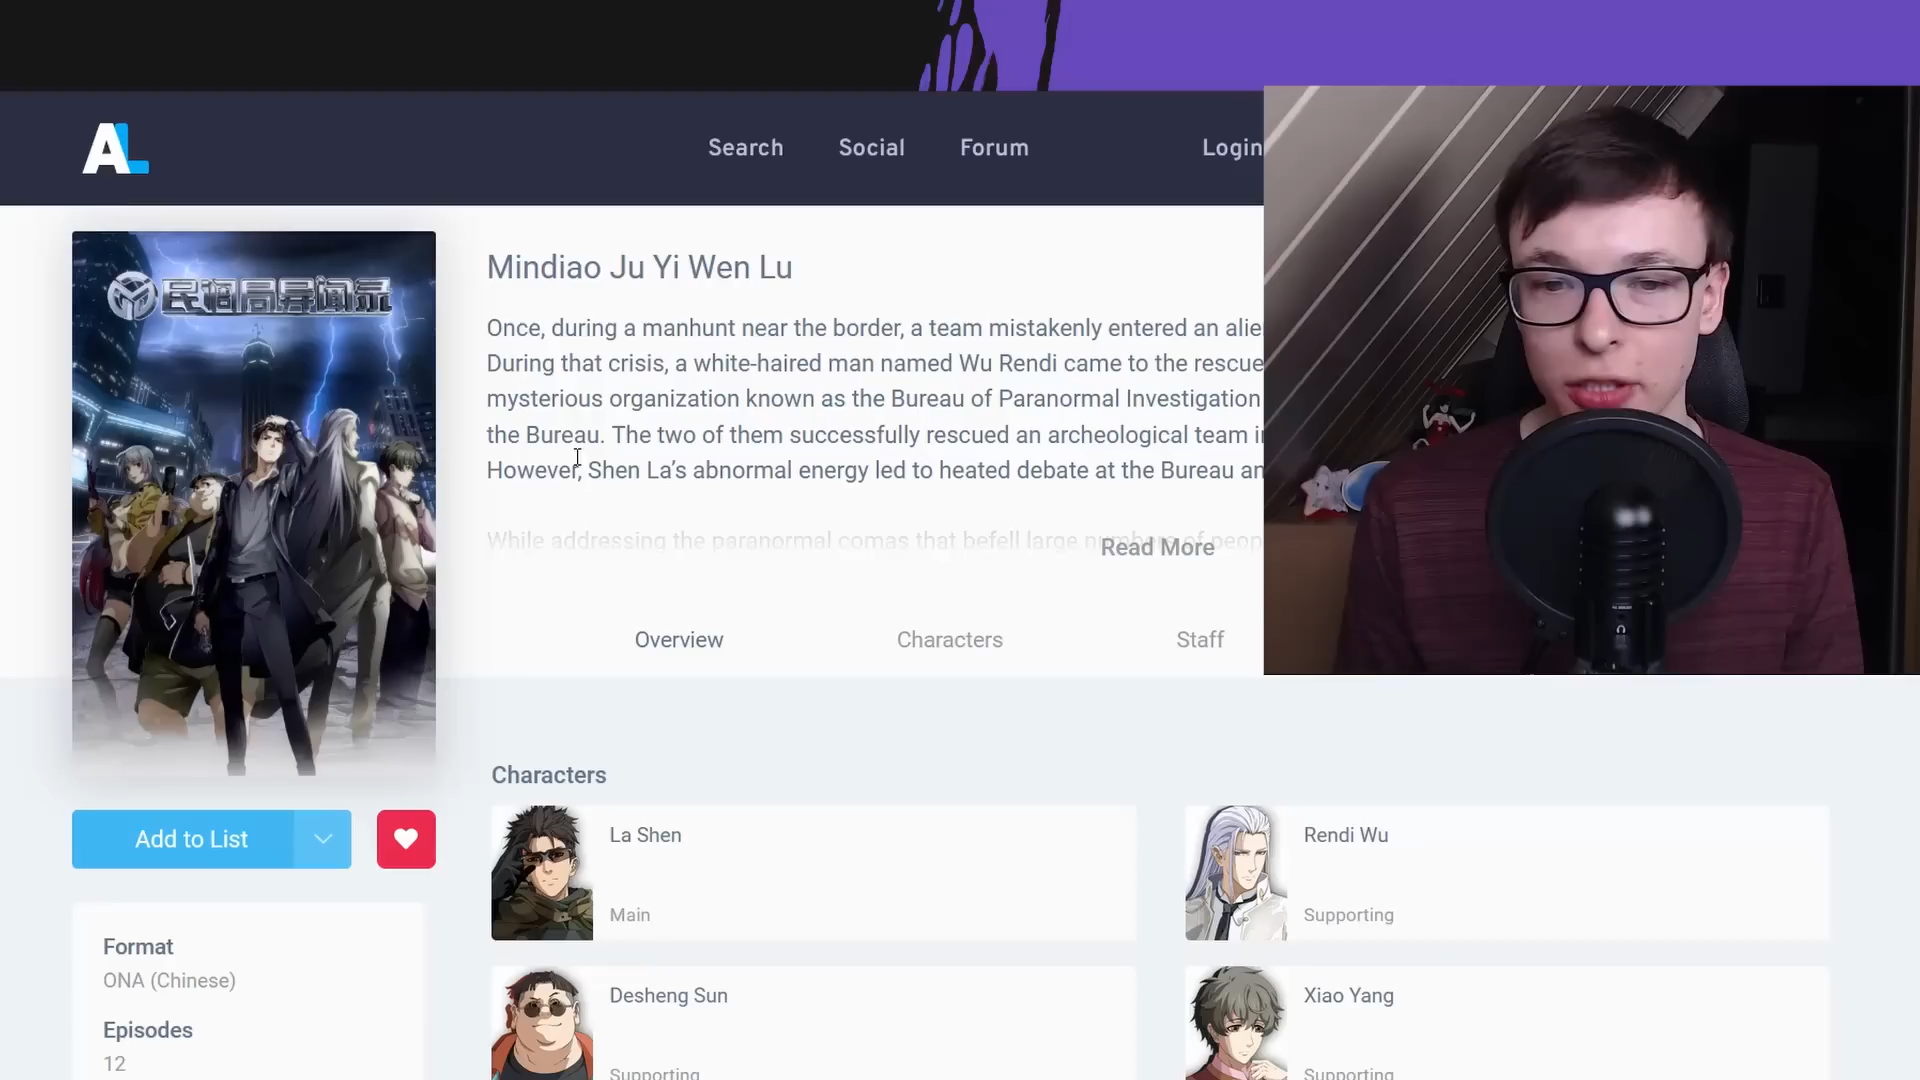 AL
Search Social Forum Login
民调局异闻录
Mindiao Ju Yi Wen Lu
Once, during a manhunt near the border, a team mistakenly entered an alie
During that crisis, a white-haired man named Wu Rendi came to the rescue
mysterious organization known as the Bureau of Paranormal Investigation
the Bureau. The two of them successfully rescued an archeological team i
However, Shen La’s abnormal energy led to heated debate at the Bureau an
While addressing the paranormal comas that befell large numbers of peop
Read More
Overview Characters Staff
Characters
La Shen
Main
Rendi Wu
Supporting
Desheng Sun
Supporting
Xiao Yang
Supporting
Add to List
Format
ONA (Chinese)
Episodes
12